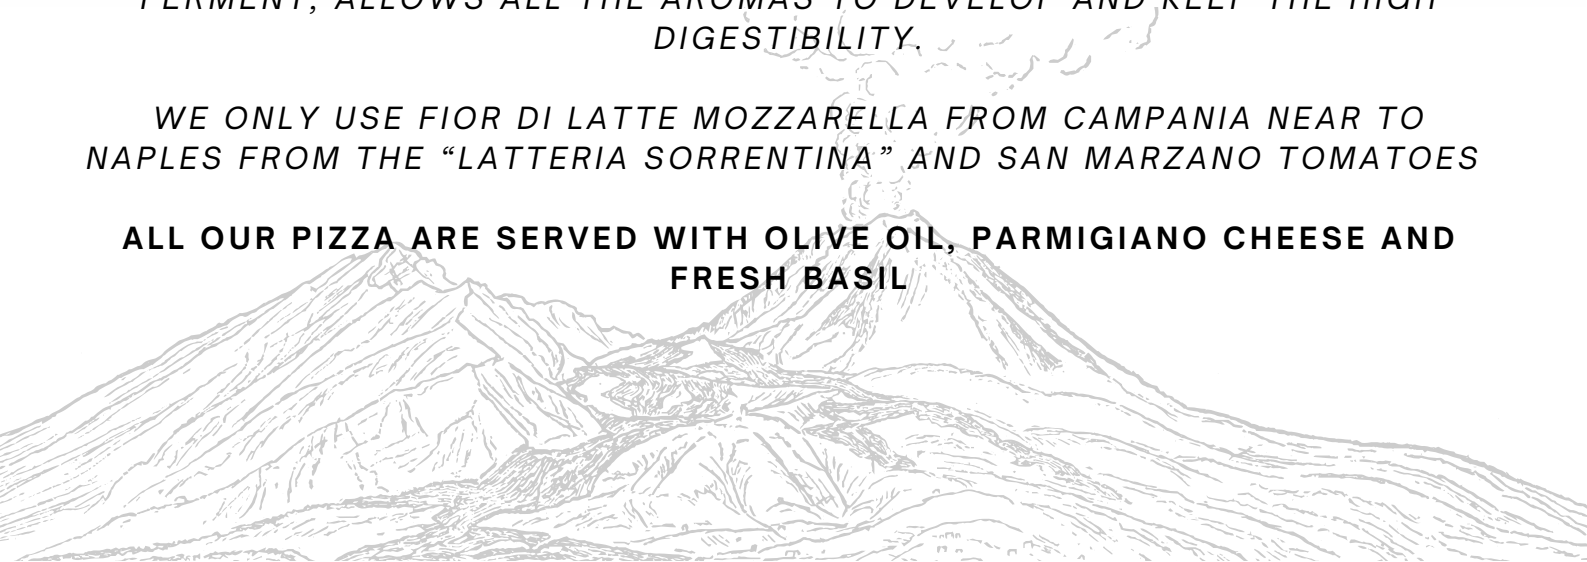 FERMENT, ALLOWS ALL THE AROMAS TO DEVELOP AND KEEP THE HIGH
DIGESTIBILITY.
WE ONLY USE FIOR DI LATTE MOZZARELLA FROM CAMPANIA NEAR TO
NAPLES FROM THE “LATTERIA SORRENTINA” AND SAN MARZANO TOMATOES
ALL OUR PIZZA ARE SERVED WITH OLIVE OIL, PARMIGIANO CHEESE AND
FRESH BASIL